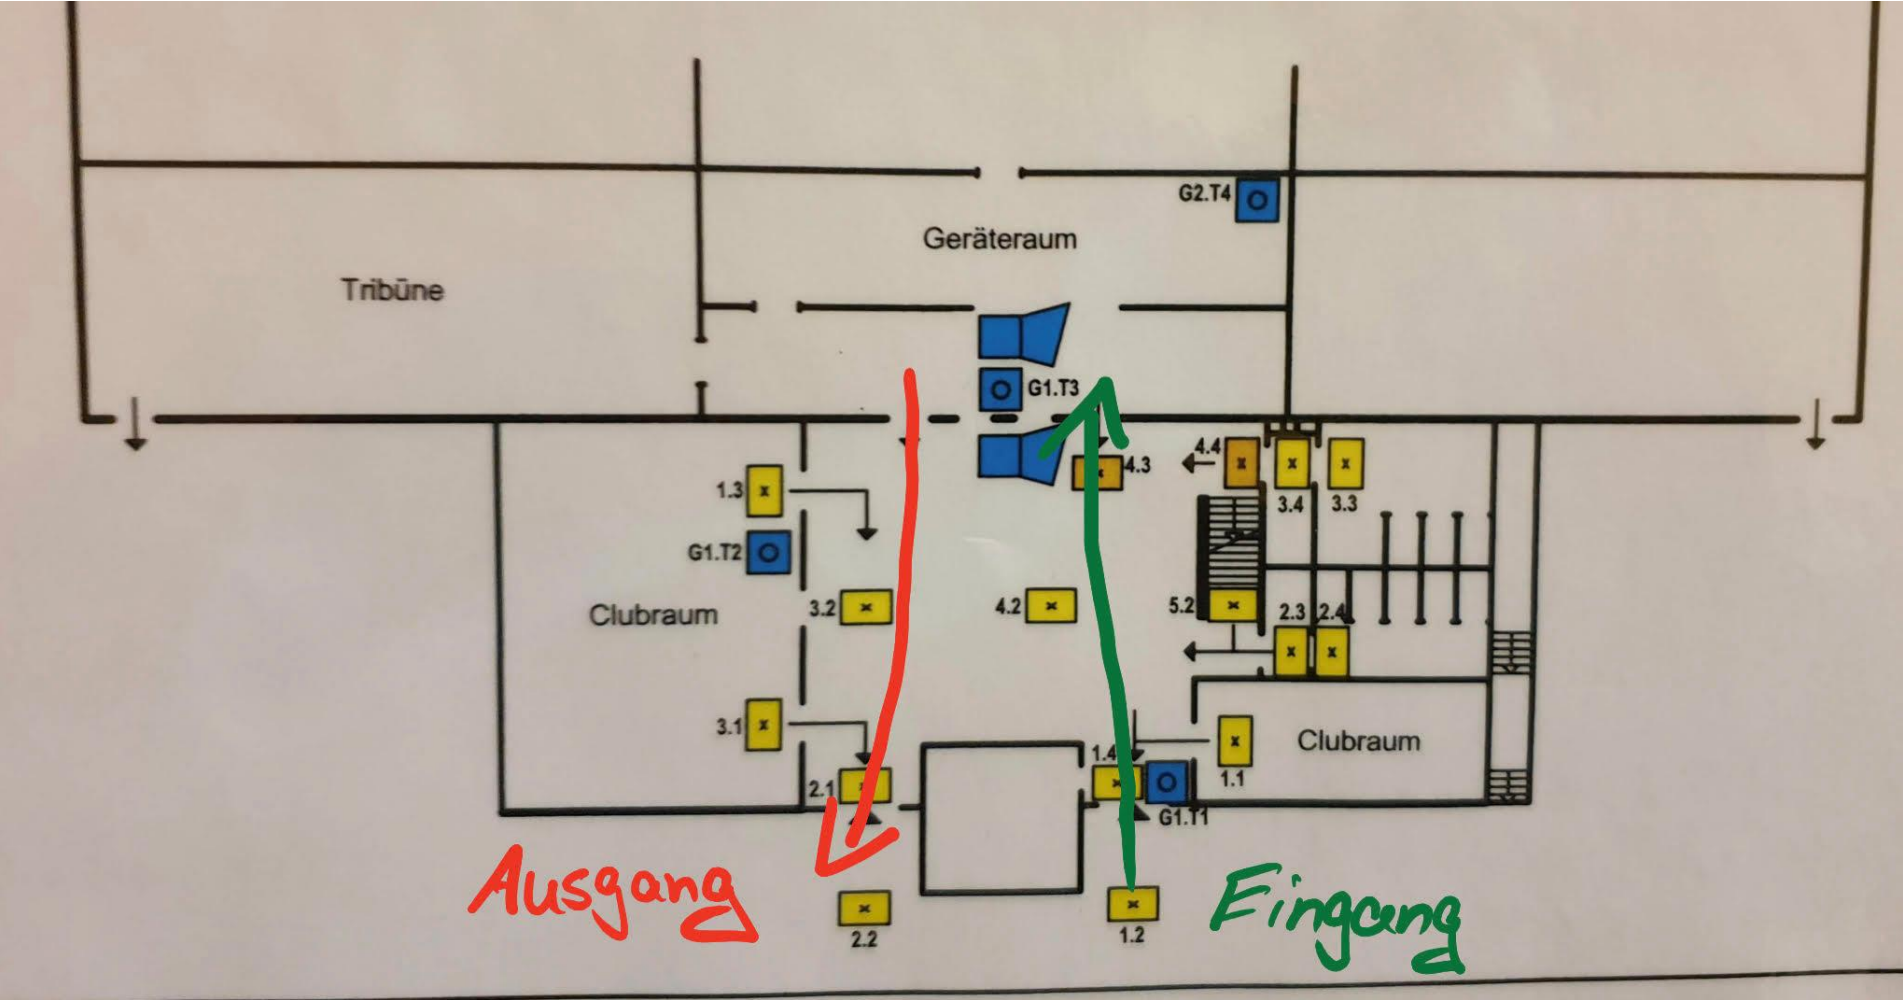 G2.T4
Geräteraum
Tribüne
G1.T3
4.3
4.4
3.4
3.3
1.3
G1.T2
Clubraum
3.2
4.2
5.2
2.3
2.4
3.1
2.1
1.4
G1.T1
1.1
Clubraum
Ausgang
Eingang
2.2
1.2